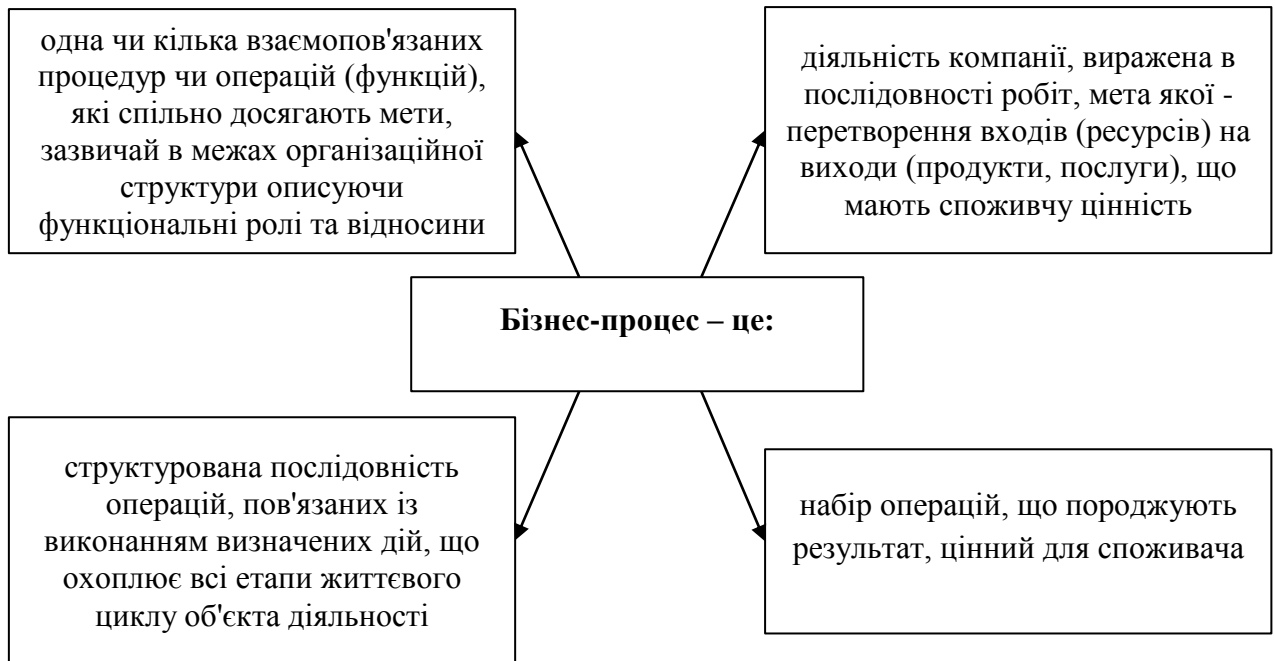 одна чи кілька взаємопов'язаних
процедур чи операцій (функцій),
які спільно досягають мети,
зазвичай в межах організаційної
структури описуючи
функціональні ролі та відносини
діяльність компанії, виражена в
послідовності робіт, мета якої -
перетворення входів (ресурсів) на
виходи (продукти, послуги), що
мають споживчу цінність
Бізнес-процес – це:
структурована послідовність
операцій, пов'язаних із
виконанням визначених дій, що
охоплює всі етапи життєвого
циклу об'єкта діяльності
набір операцій, що породжують
результат, цінний для споживача